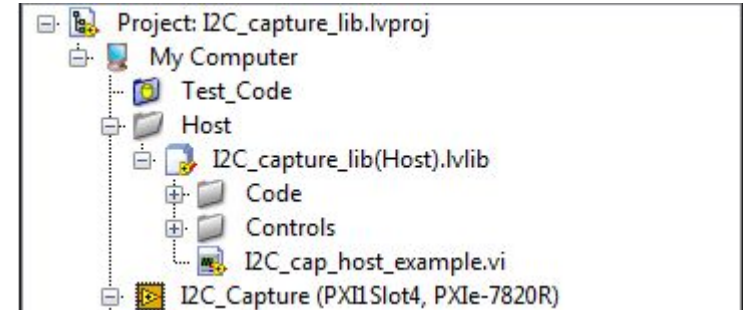 Project: I2C_capture_lib.lvproj
My Computer
Test_Code
Host
I2C_capture_lib(Host).lvlib
Code
Controls
I2C_cap_host_example.vi
I2C_Capture (PXI1Slot4, PXIe-7820R)